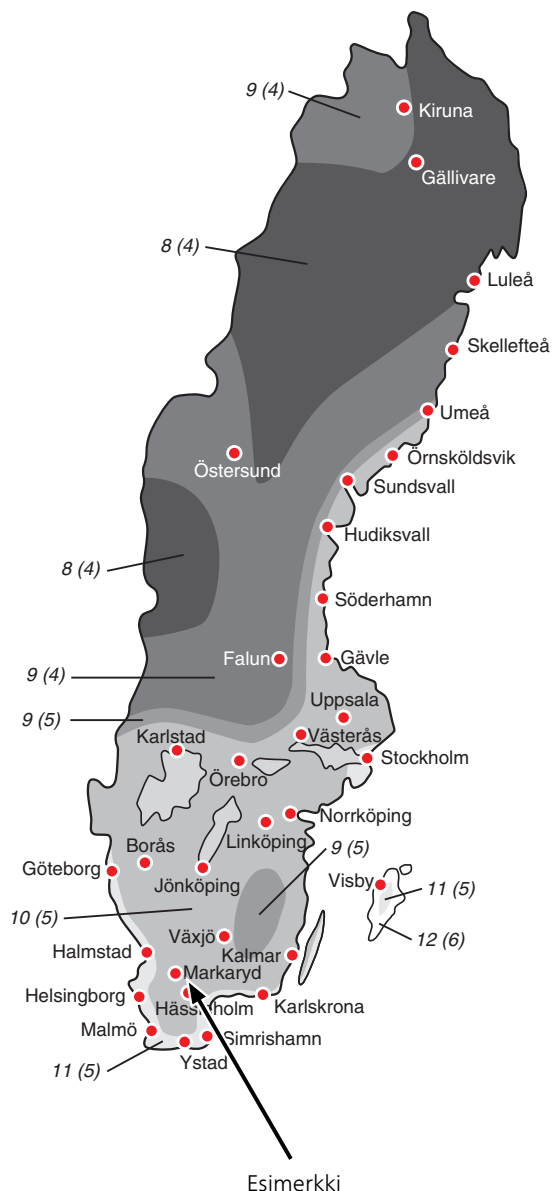 9 (4)
Kiruna
Gällivare
8 (4)
Luleå
Skellefteå
Umeå
Östersund
Örnsköldsvik
Sundsvall
Hudiksvall
8 (4)
Söderhamn
Falun
Gävle
9 (4)
Uppsala
9 (5)
Karlstad
Västerås
Stockholm
Örebro
Norrköping
Linköping
Borås
9 (5)
Göteborg
Jönköping
Visby
11 (5)
10 (5)
12 (6)
Växjö
Halmstad
Kalmar
Markaryd
Helsingborg
Hässleholm
Karlskrona
Malmö
Simrishamn
11 (5)
Ystad
Esimerkki